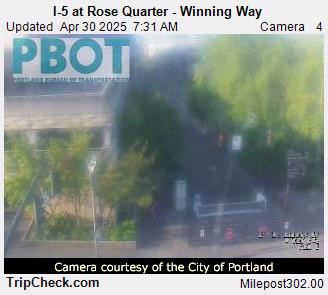 I-5 at Rose Quarter - Winning Way
Updated Apr 30 2025 7:31 AM Camera 4
PBOT
PORTLAND BUREAU OF TRANSPORTATION
Camera courtesy of the City of Portland
TripCheck.com Milepost302.00